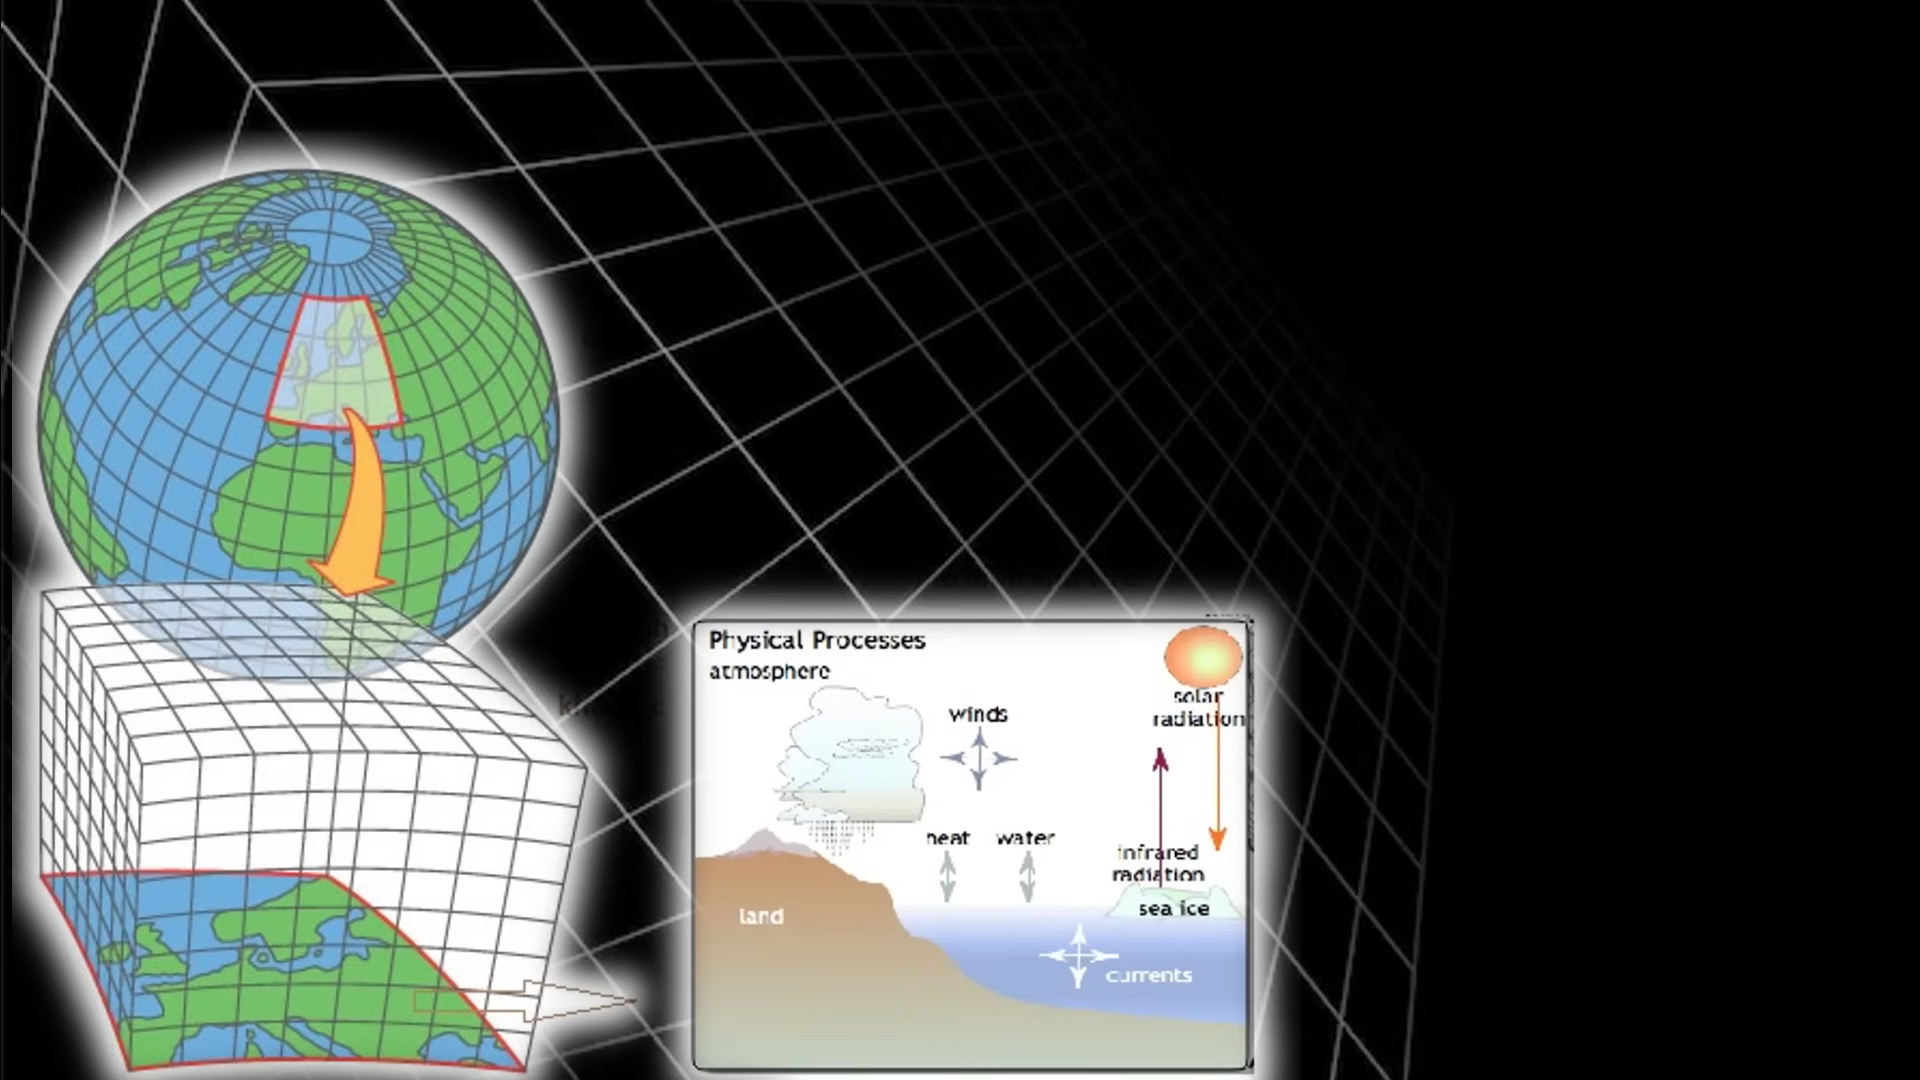 Physical Processes
atmosphere
solar
radiation
winds
heat
water
infrared
radiation
sea ice
land
currents